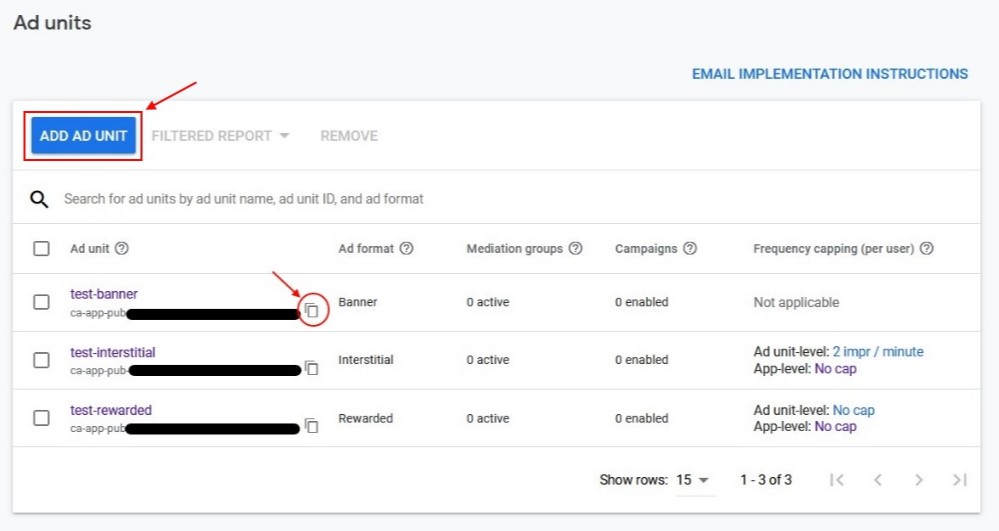 Ad units
EMAIL IMPLEMENTATION INSTRUCTIONS
ADD AD UNIT FILTERED REPORT REMOVE
Search for ad units by ad unit name, ad unit ID, and ad format
Ad unit Ad format Mediation groups Campaigns Frequency capping (per user)
test-banner
ca-app-pub Banner 0 active 0 enabled Not applicable
test-interstitial
ca-app-pub- Interstitial 0 active 0 enabled Ad unit-level: 2 impr / minute
App-level: No cap
test-rewarded
ca-app-pub Rewarded 0 active 0 enabled Ad unit-level: No cap
App-level: No cap
Show rows: 15 1 - 3 of 3